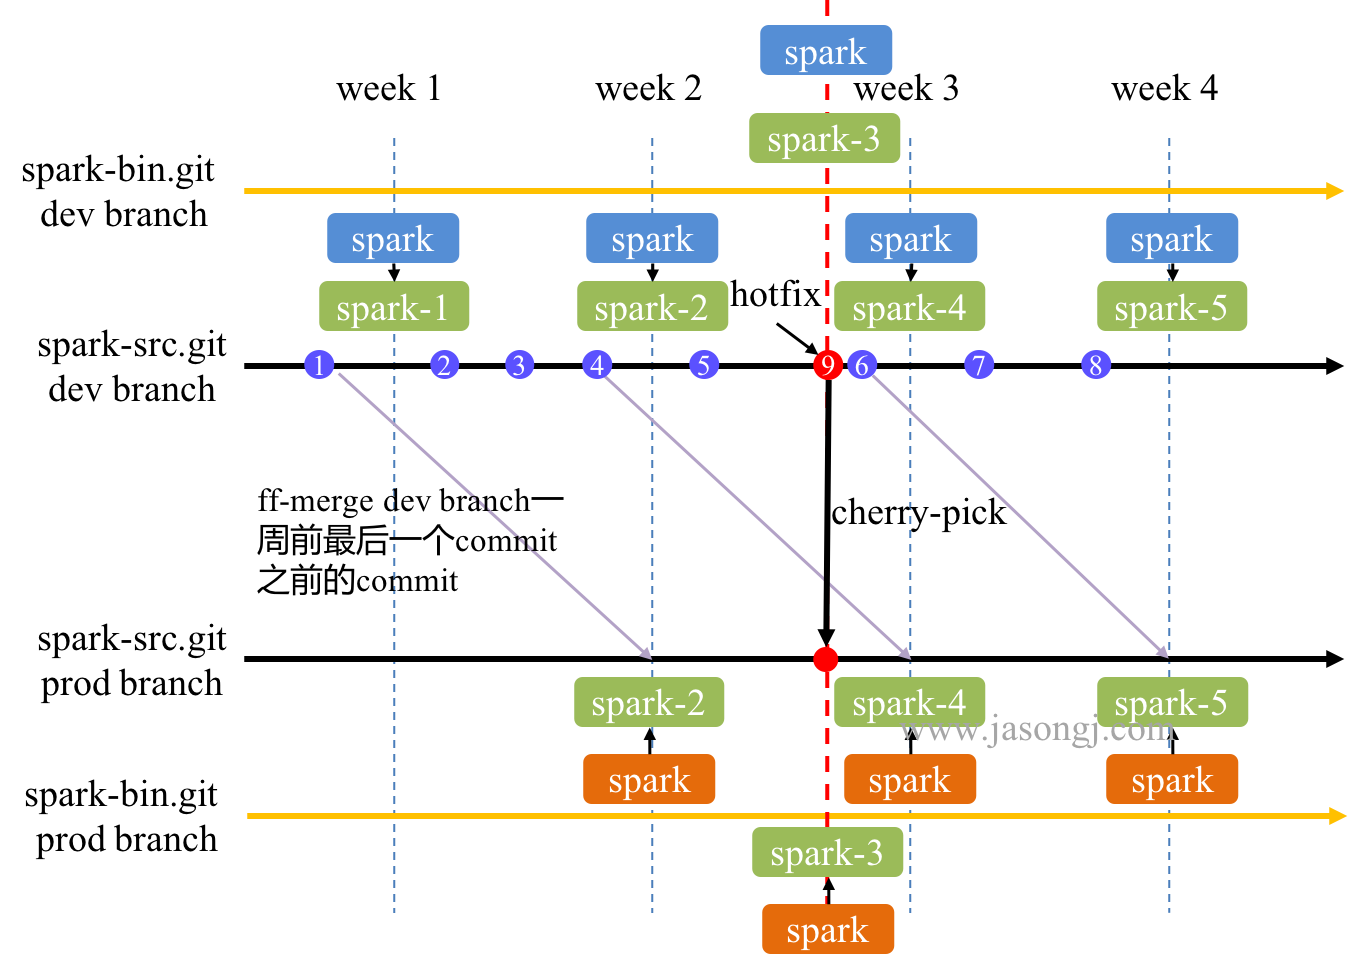 spark
week 1
week 2
week 3
week 4
spark-3
spark-bin.git
dev branch
spark
spark
spark
spark
spark-1
spark-2
hotfix
spark-4
spark-5
spark-src.git
dev branch
1
2
3
4
5
9
6
7
8
ff-merge dev branch一
周前最后一个commit
之前的commit
cherry-pick
spark-src.git
prod branch
spark-2
spark-4
spark-5
www.jasongj.com
spark
spark
spark
spark-bin.git
prod branch
spark-3
spark